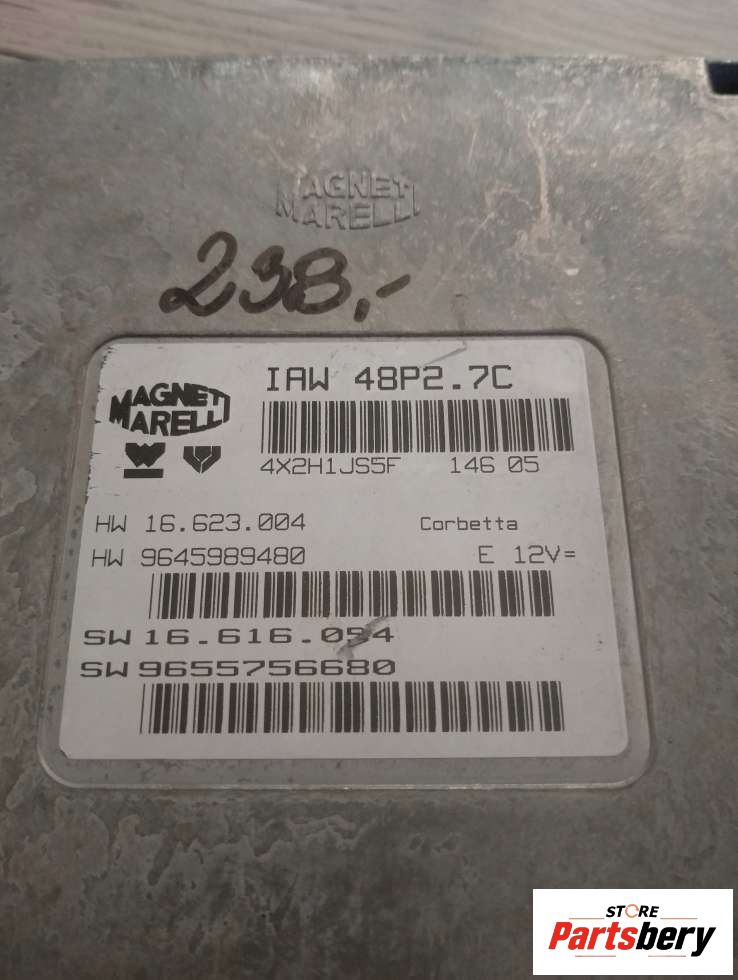 MAGNETI
MARELLI
238,-
MAGNETI
MARELLI
IAW 48P2.7C
4X2H1JS5F 146 05
HW 16.623.004 Corbetta
HW 9645989480 E 12V=
SW 16.616.054
SW 9655756680
STORE
Partsbery